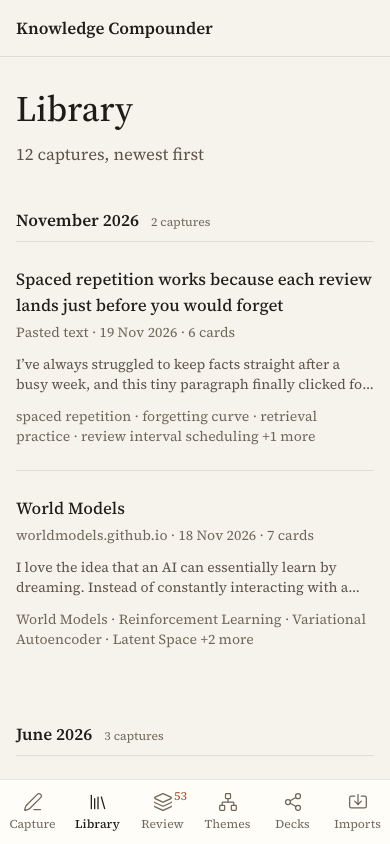 Knowledge Compounder
Library
12 captures, newest first
November 2026 2 captures
Spaced repetition works because each review
lands just before you would forget
Pasted text · 19 Nov 2026 · 6 cards
I’ve always struggled to keep facts straight after a
busy week, and this tiny paragraph finally clicked fo…
spaced repetition · forgetting curve · retrieval
practice · review interval scheduling +1 more
World Models
worldmodels.github.io · 18 Nov 2026 · 7 cards
I love the idea that an AI can essentially learn by
dreaming. Instead of constantly interacting with a…
World Models · Reinforcement Learning · Variational
Autoencoder · Latent Space +2 more
June 2026 3 captures
53
Capture Library Review Themes Decks Imports